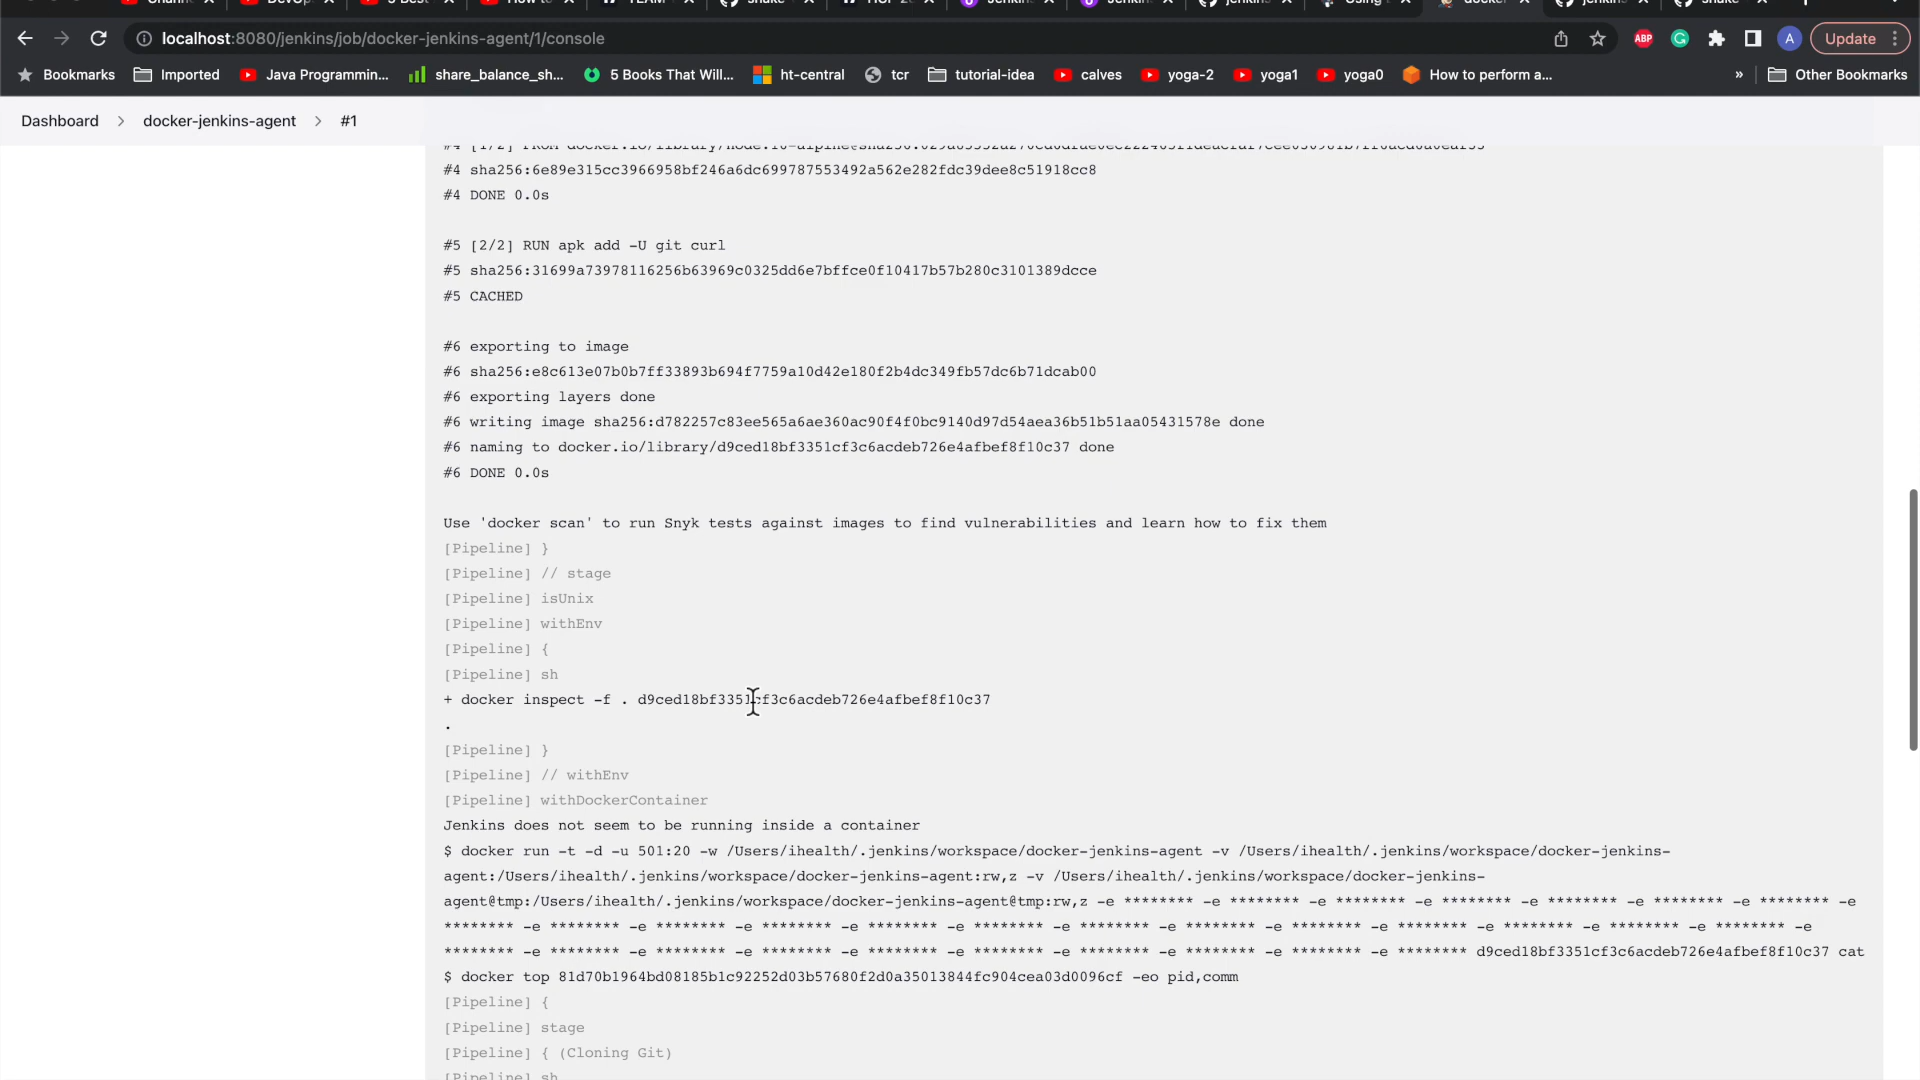 localhost:8080/jenkins/job/docker-jenkins-agent/1/console
ABP
A
Update
Bookmarks
Imported
Java Programmin...
share_balance_sh...
5 Books That Will...
ht-central
tcr
tutorial-idea
calves
yoga-2
yoga1
yoga0
How to perform a...
»
Other Bookmarks
Dashboard > docker-jenkins-agent > #1
#4 sha256:6e89e315cc3966958bf246a6dc699787553492a562e282fdc39dee8c51918cc8
#4 DONE 0.0s
#5 [2/2] RUN apk add -U git curl
#5 sha256:31699a73978116256b63969c0325dd6e7bffce0f10417b57b280c3101389dcce
#5 CACHED
#6 exporting to image
#6 sha256:e8c613e07b0b7ff33893b694f7759a10d42e180f2b4dc349fb57dc6b71dcab00
#6 exporting layers done
#6 writing image sha256:d782257c83ee565a6ae360ac90f4f0bc9140d97d54aea36b51b51aa05431578e done
#6 naming to docker.io/library/d9ced18bf3351cf3c6acdeb726e4afbef8f10c37 done
#6 DONE 0.0s
Use 'docker scan' to run Snyk tests against images to find vulnerabilities and learn how to fix them
[Pipeline] }
[Pipeline] // stage
[Pipeline] isUnix
[Pipeline] withEnv
[Pipeline] {
[Pipeline] sh
+ docker inspect -f . d9ced18bf3351cf3c6acdeb726e4afbef8f10c37
.
[Pipeline] }
[Pipeline] // withEnv
[Pipeline] withDockerContainer
Jenkins does not seem to be running inside a container
$ docker run -t -d -u 501:20 -w /Users/ihealth/.jenkins/workspace/docker-jenkins-agent -v /Users/ihealth/.jenkins/workspace/docker-jenkins-
agent:/Users/ihealth/.jenkins/workspace/docker-jenkins-agent:rw,z -v /Users/ihealth/.jenkins/workspace/docker-jenkins-
agent@tmp:/Users/ihealth/.jenkins/workspace/docker-jenkins-agent@tmp:rw,z -e ******** -e ******** -e ******** -e ******** -e ******** -e ******** -e ******** -e
******** -e ******** -e ******** -e ******** -e ******** -e ******** -e ******** -e ******** -e ******** -e ******** -e ******** -e ******** -e
******** -e ******** -e ******** -e ******** -e ******** -e ******** -e ******** -e ******** -e ******** d9ced18bf3351cf3c6acdeb726e4afbef8f10c37 cat
$ docker top 81d70b1964bd08185b1c92252d03b57680f2d0a35013844fc904cea03d0096cf -eo pid,comm
[Pipeline] {
[Pipeline] stage
[Pipeline] { (Cloning Git)
[Pipeline] sh